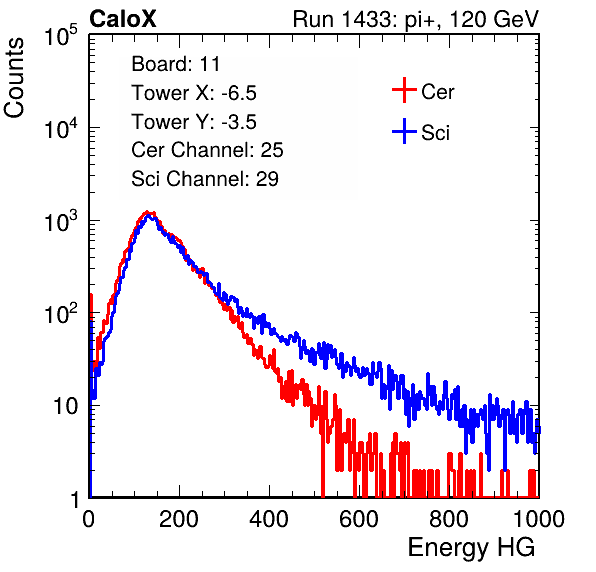 CaloX Run 1433: pi+, 120 GeV
Counts
Board: 11
Tower X: -6.5
Tower Y: -3.5
Cer Channel: 25
Sci Channel: 29
Cer
Sci
10^5
10^4
10^3
10^2
10
1
0 200 400 600 800 1000
Energy HG